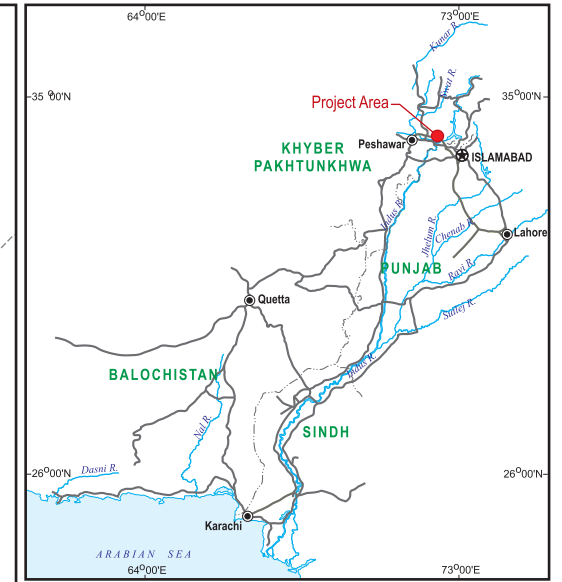 64°00'E
73°00'E
Kunar R.
Swat R.
35°00'N
35°00'N
Project Area
Peshawar
ISLAMABAD
KHYBER
PAKHTUNKHWA
Indus R.
Jhelum R.
Chenab R.
Lahore
PUNJAB
Ravi R.
Sutlej R.
Quetta
Indus R.
BALOCHISTAN
Nal R.
SINDH
Dasni R.
26°00'N
26°00'N
Karachi
ARABIAN SEA
64°00'E
73°00'E